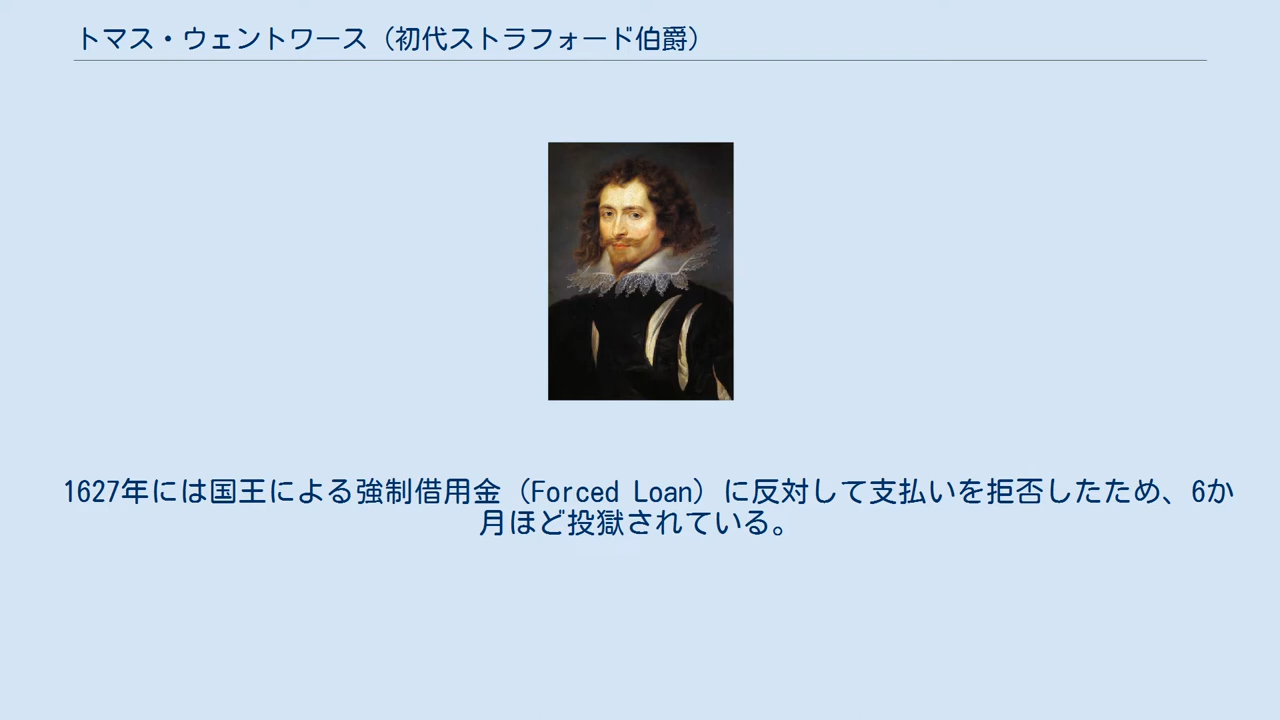 トマス・ウェントワース（初代ストラフォード伯爵）
1627年には国王による強制借用金（Forced Loan）に反対して支払いを拒否したため、6か
月ほど投獄されている。